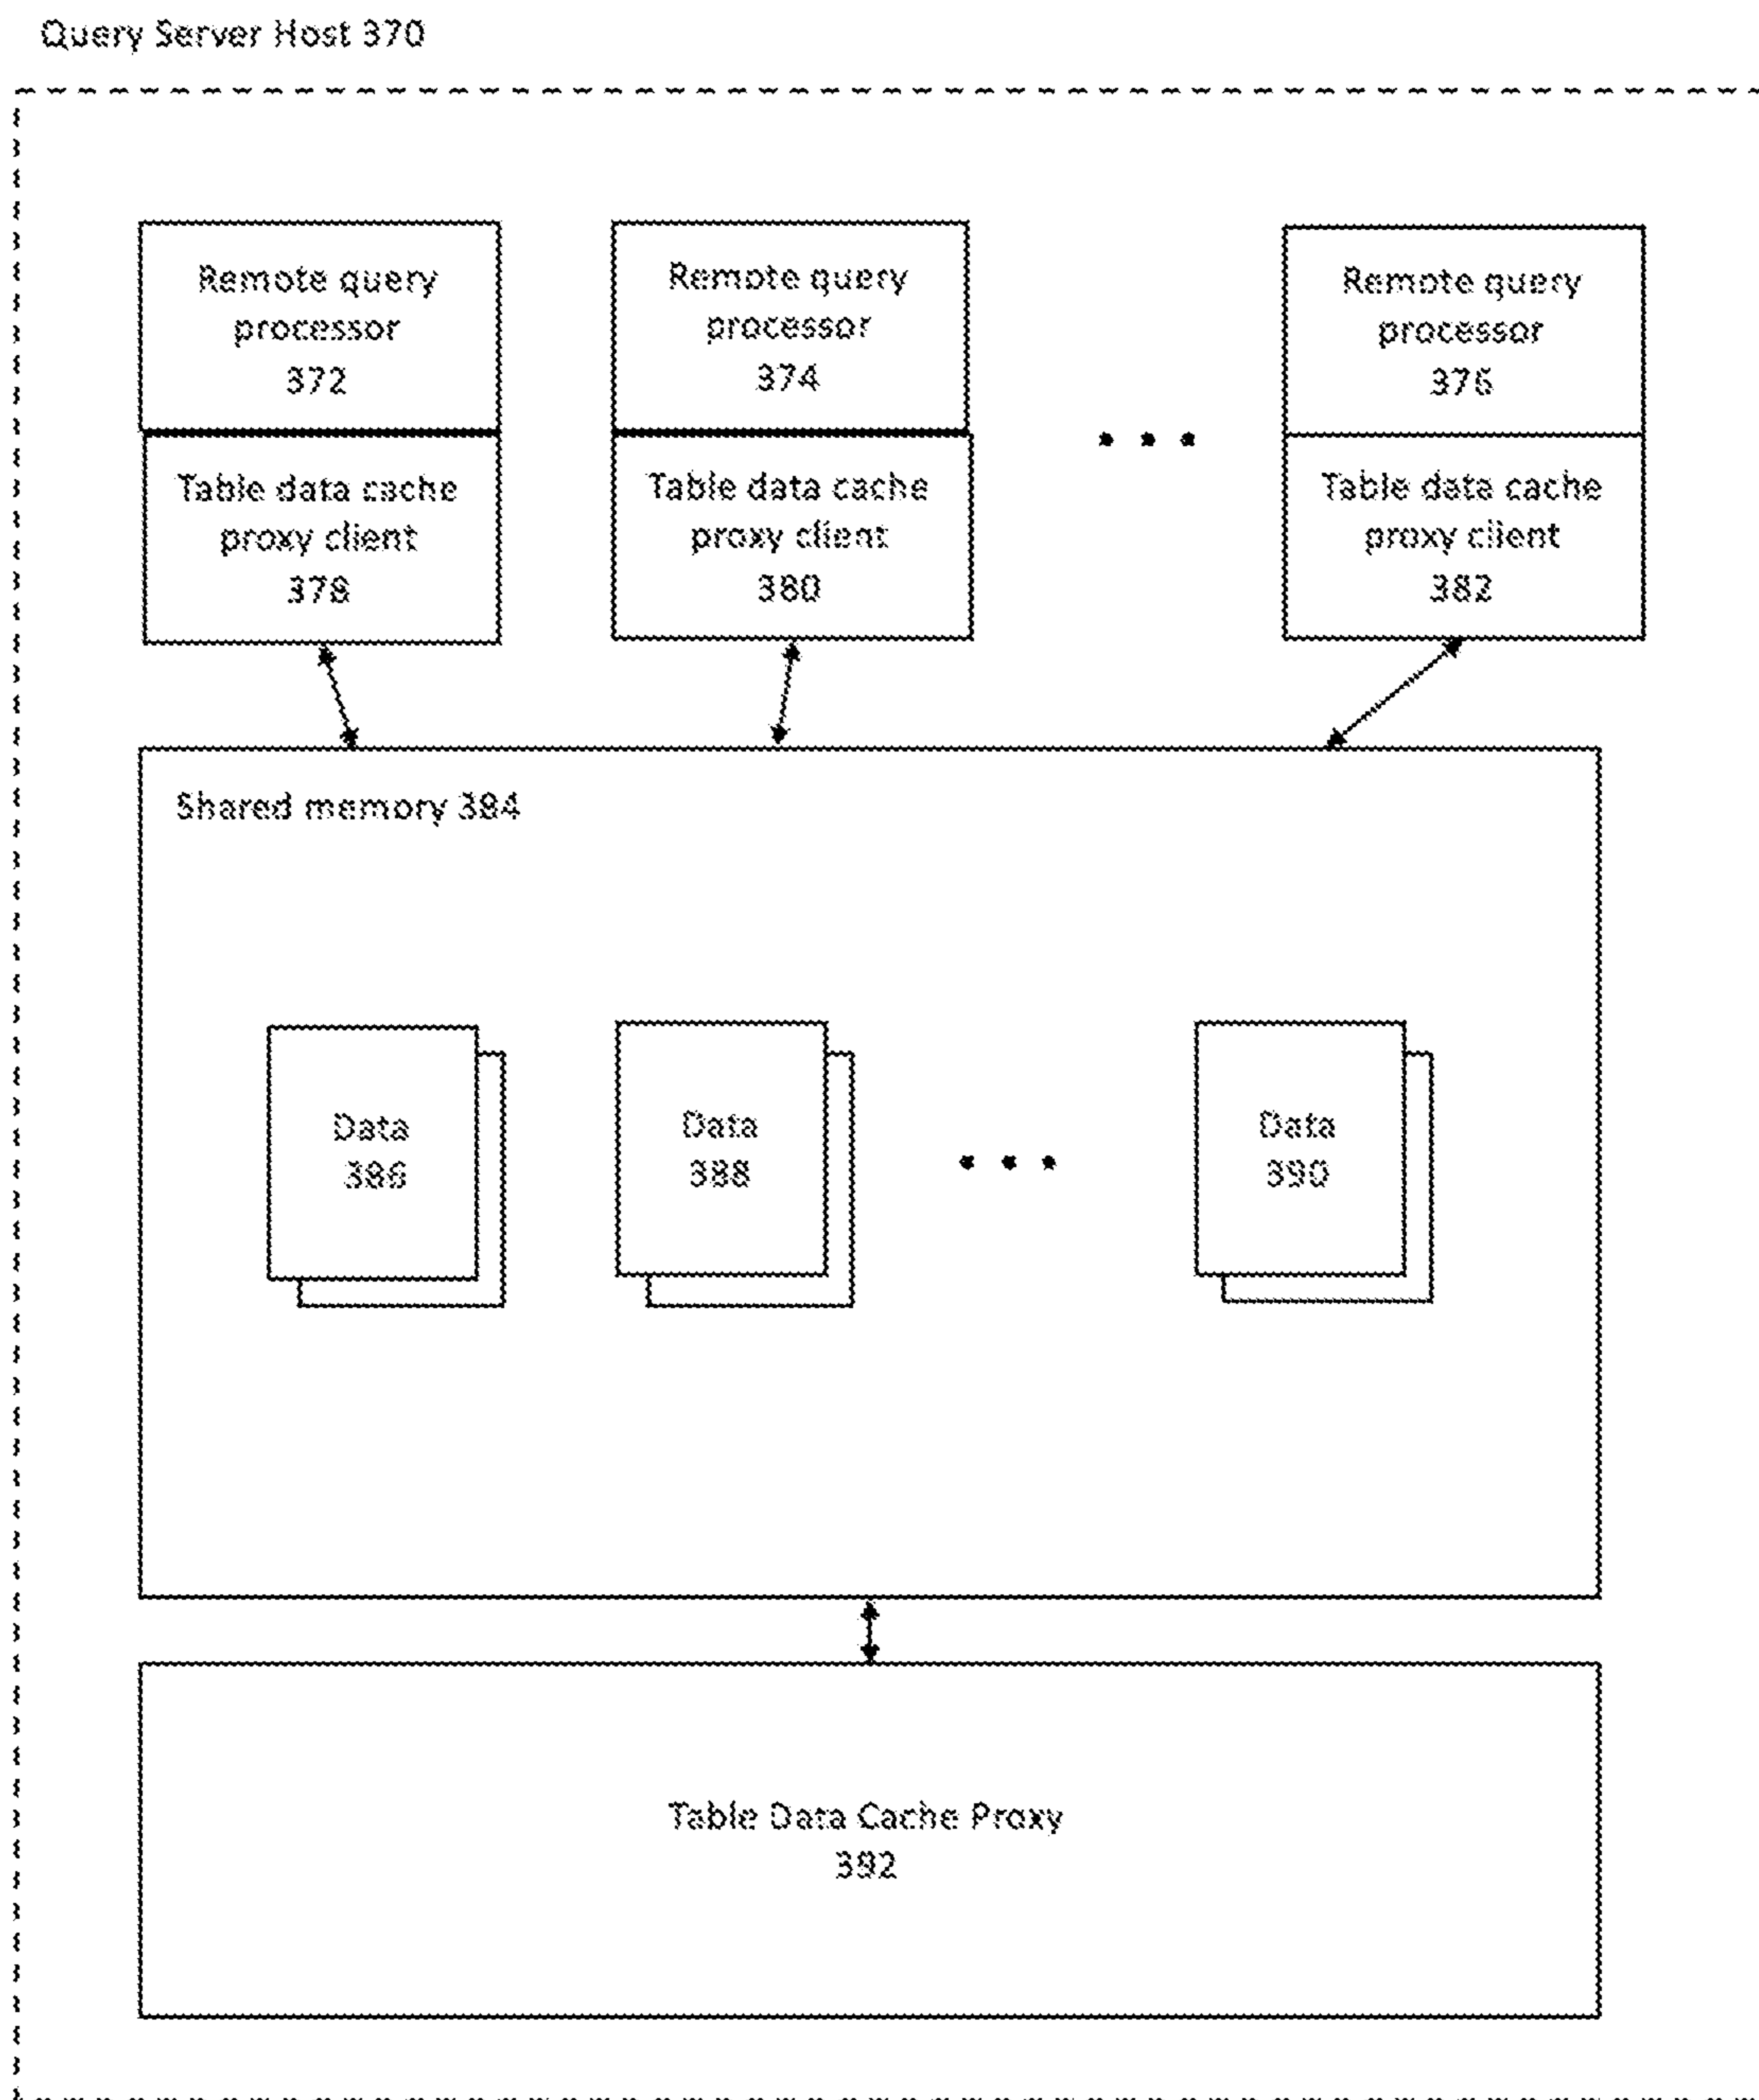 Query Server Host 370
Remote query
processor
372
Remote query
processor
374
Remote query
processor
376
Table data cache
proxy client
378
Table data cache
proxy client
380
Table data cache
proxy client
382
Shared memory 384
Data
386
Data
388
Data
390
Table Data Cache Proxy
392